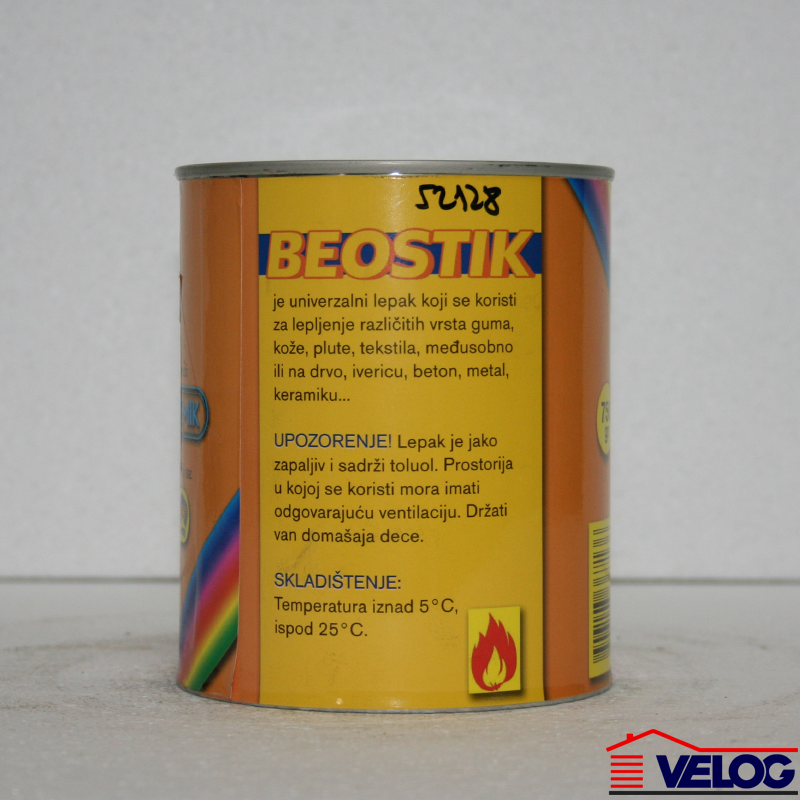 52128
BEOSTIK
je univerzalni lepak koji se koristi
za lepljenje različitih vrsta guma,
kože, plute, tekstila, međusobno
ili na drvo, ivericu, beton, metal,
keramiku...
UPOZORENJE! Lepak je jako
zapaljiv i sadrži toluol. Prostorija
u kojoj se koristi mora imati
odgovarajuću ventilaciju. Držati
van domašaja dece.
SKLADIŠTENJE:
Temperatura iznad 5°C,
ispod 25°C.
VELOG